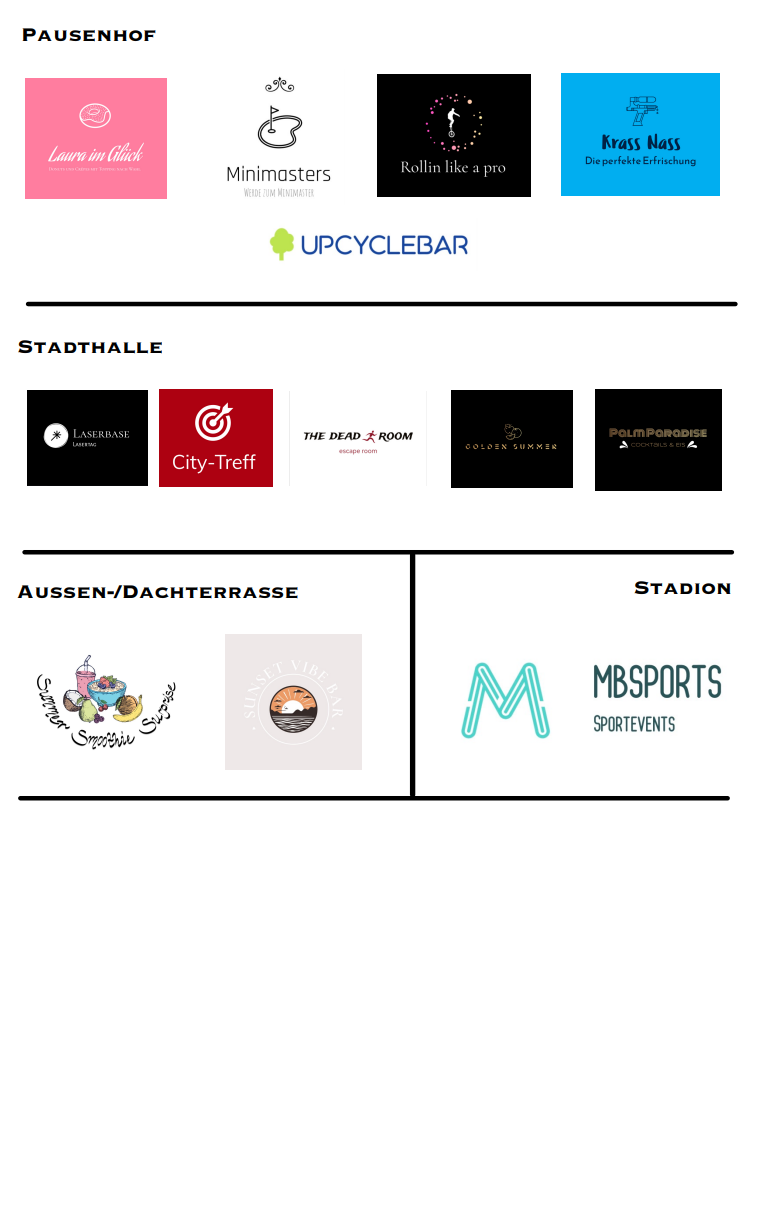 PAUSENHOF
Laura im Glück
Minimasters
WERDE ZUM MINIMASTER
Rollin like a pro
Krass Nass
Die perfekte Erfrischung
UPCYCLEBAR
STADTHALLE
LASERBASE
LASERTAG
City-Treff
THE DEAD ROOM
escape room
GOLDEN SUMMER
PALMPARADISE
COCKTAILS & EIS
AUSSEN-/DACHTERRASSE
STADION
Summer Smoothie Surprise
SUNSET VIBE BAR
MBSPORTS
SPORTEVENTS